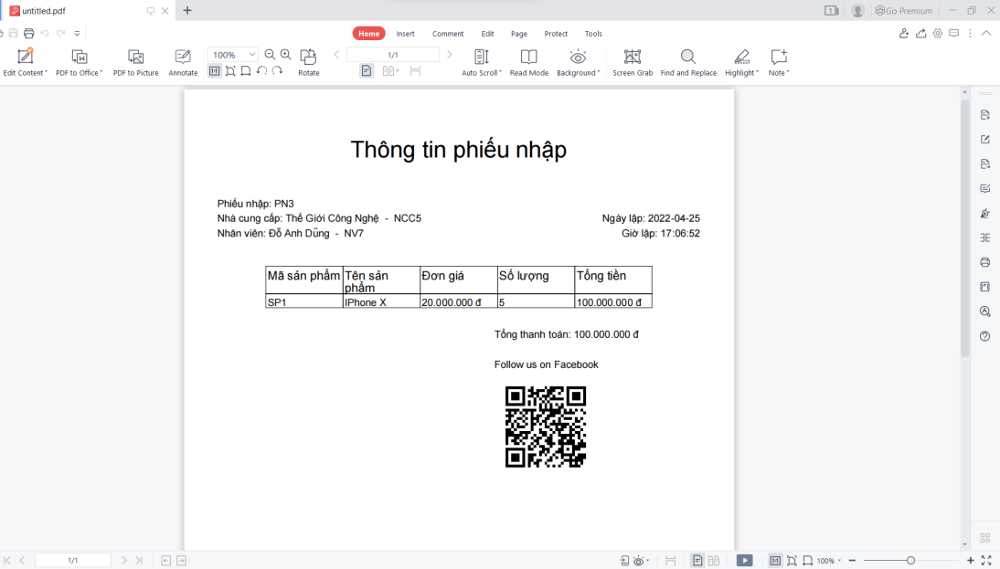 untitled.pdf
1
Go Premium
Home Insert Comment Edit Page Protect Tools
100%
1/1
Edit Content PDF to Office PDF to Picture Annotate Rotate Auto Scroll Read Mode Background Screen Grab Find and Replace Highlight Note
Thông tin phiếu nhập
Phiếu nhập: PN3
Nhà cung cấp: Thế Giới Công Nghệ - NCC5 Ngày lập: 2022-04-25
Nhân viên: Đỗ Anh Dũng - NV7 Giờ lập: 17:06:52
Mã sản phẩm Tên sản Đơn giá Số lượng Tổng tiền
phẩm
SP1 IPhone X 20.000.000 đ 5 100.000.000 đ
Tổng thanh toán: 100.000.000 đ
Follow us on Facebook
1/1 100%